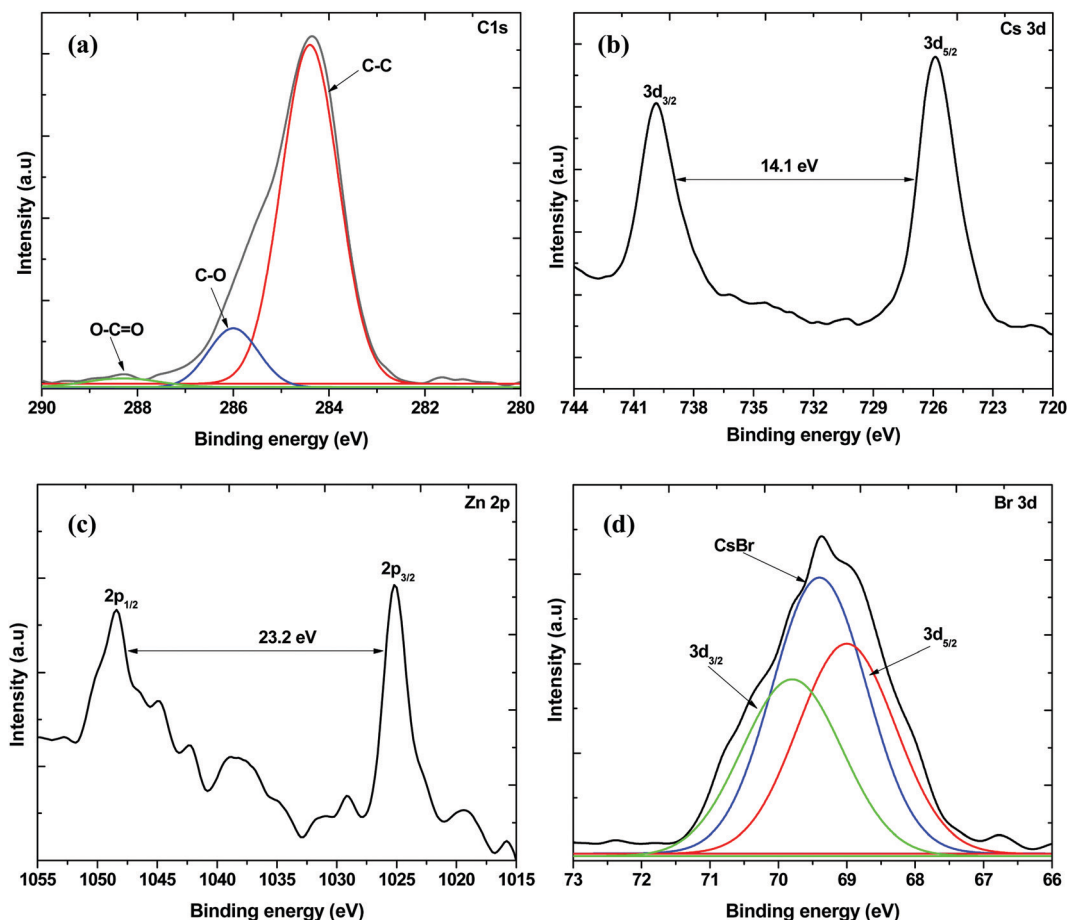 (a)
C1s
C-C
C-O
O-C=O
Intensity (a.u)
290 288 286 284 282 280
Binding energy (eV)
(b)
Cs 3d
3d5/2
3d3/2
14.1 eV
Intensity (a.u)
744 741 738 735 732 729 726 723 720
Binding energy (eV)
(c)
Zn 2p
2p3/2
2p1/2
23.2 eV
Intensity (a.u)
1055 1050 1045 1040 1035 1030 1025 1020 1015
Binding energy (eV)
(d)
Br 3d
CsBr
3d5/2
3d3/2
Intensity (a.u)
73 72 71 70 69 68 67 66
Binding energy (eV)